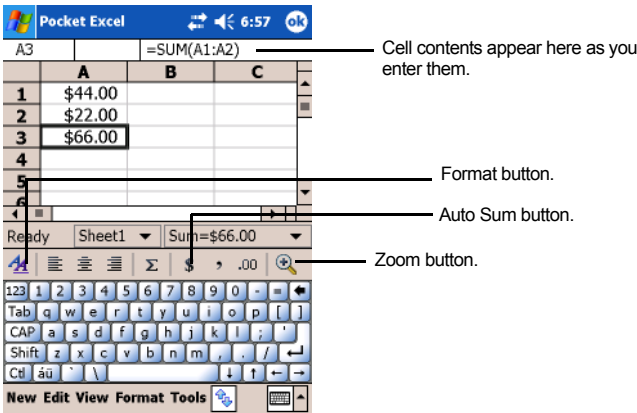 Pocket Excel 6:57 ok
A3 =SUM(A1:A2)
Cell contents appear here as you
enter them.
A B C
1 $44.00
2 $22.00
3 $66.00
4
5
6
Format button.
Auto Sum button.
Ready Sheet1 Sum=$66.00
Zoom button.
A Σ $ , .00
123 1 2 3 4 5 6 7 8 9 0 - =
Tab q w e r t y u i o p [ ]
CAP a s d f g h j k l ; '
Shift z x c v b n m , . /
Ctl áü ` \
New Edit View Format Tools